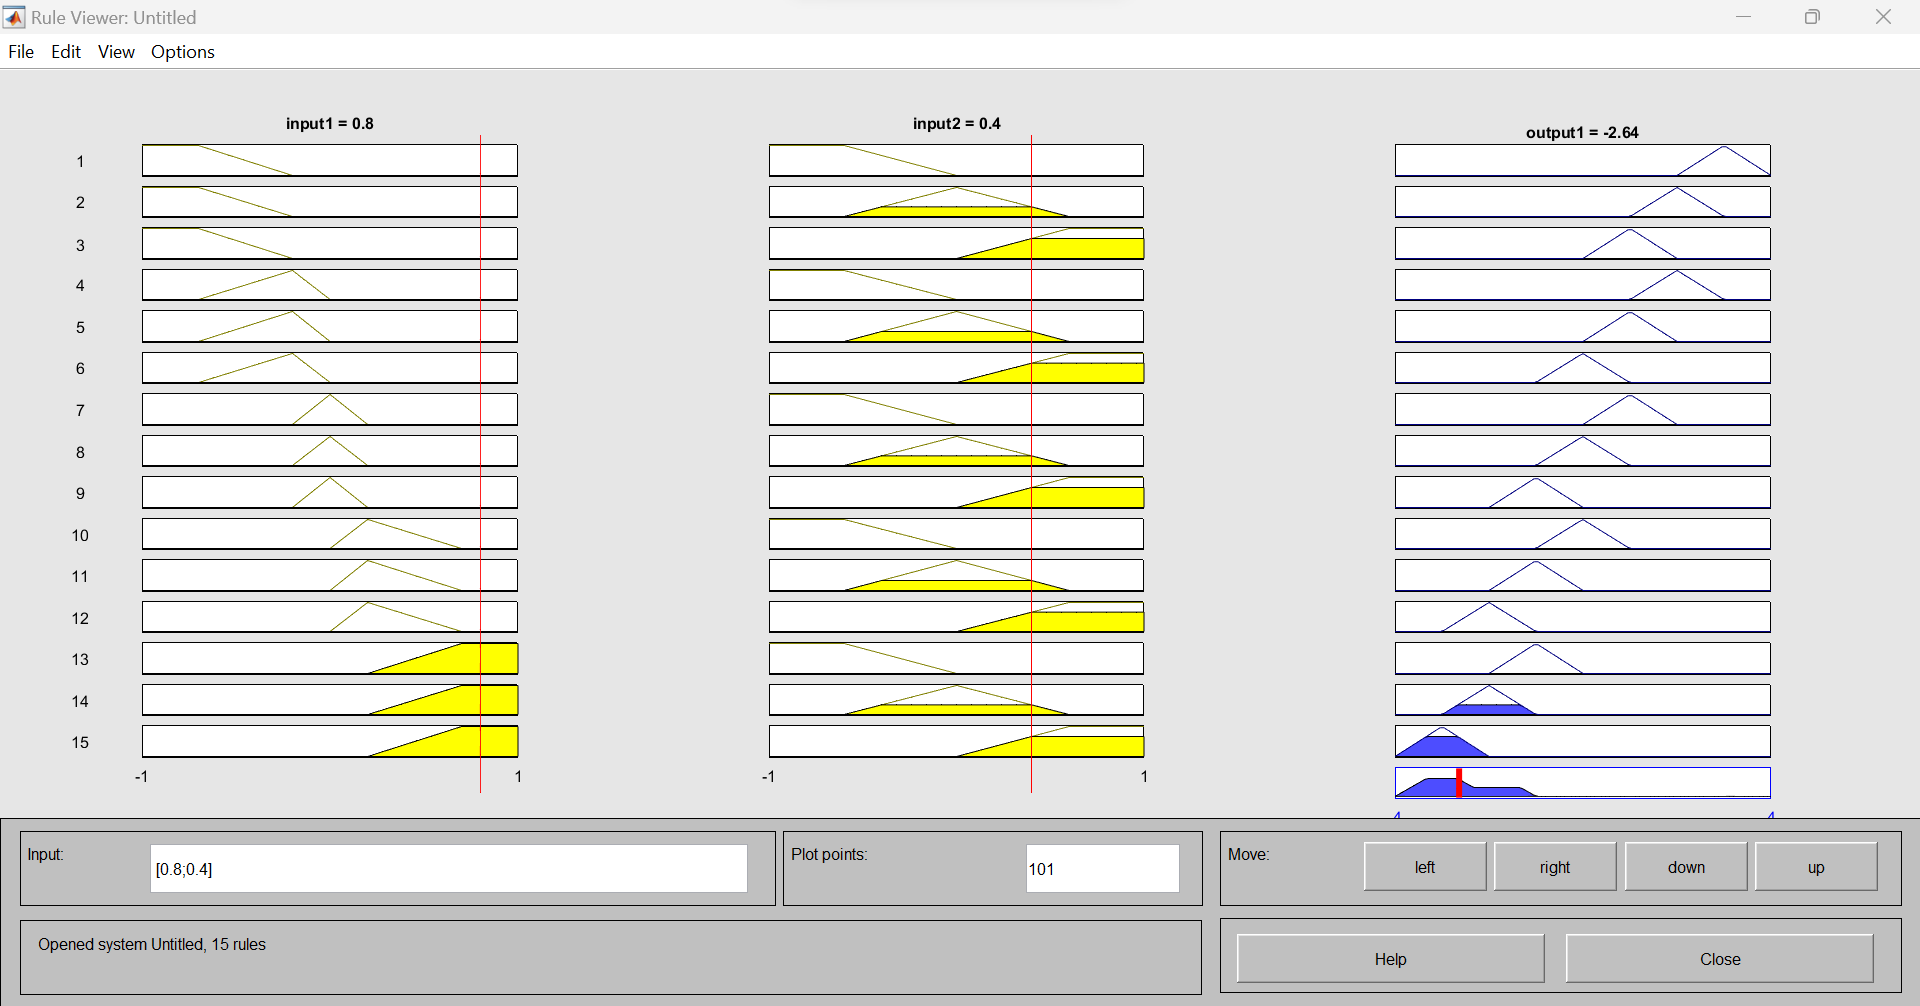 Rule Viewer: Untitled
File Edit View Options
input1 = 0.8 input2 = 0.4 output1 = -2.64
1
2
3
4
5
6
7
8
9
10
11
12
13
14
15
-1 1 -1 1
Input: [0.8;0.4] Plot points: 101 Move: left right down up
Opened system Untitled, 15 rules
Help Close